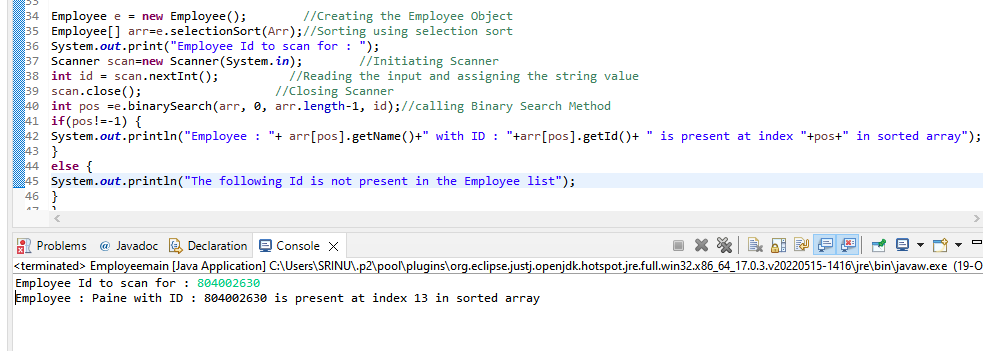 33
34 Employee e = new Employee();        //Creating the Employee Object
35 Employee[] arr=e.selectionSort(Arr);//Sorting using selection sort
36 System.out.print("Employee Id to scan for : ");
37 Scanner scan=new Scanner(System.in);        //Initiating Scanner
38 int id = scan.nextInt();          //Reading the input and assigning the string value
39 scan.close();                   //Closing Scanner
40 int pos =e.binarySearch(arr, 0, arr.length-1, id);//calling Binary Search Method
41 if(pos!=-1) {
42 System.out.println("Employee : "+ arr[pos].getName()+" with ID : "+arr[pos].getId()+ " is present at index "+pos+" in sorted array");
43 }
44 else {
45 System.out.println("The following Id is not present in the Employee list");
46 }
47 }
Problems @ Javadoc Declaration Console
<terminated> Employeemain [Java Application] C:\Users\SRINU\.p2\pool\plugins\org.eclipse.justj.openjdk.hotspot.jre.full.win32.x86_64_17.0.3.v20220515-1416\jre\bin\javaw.exe (19-O
Employee Id to scan for : 804002630
Employee : Paine with ID : 804002630 is present at index 13 in sorted array